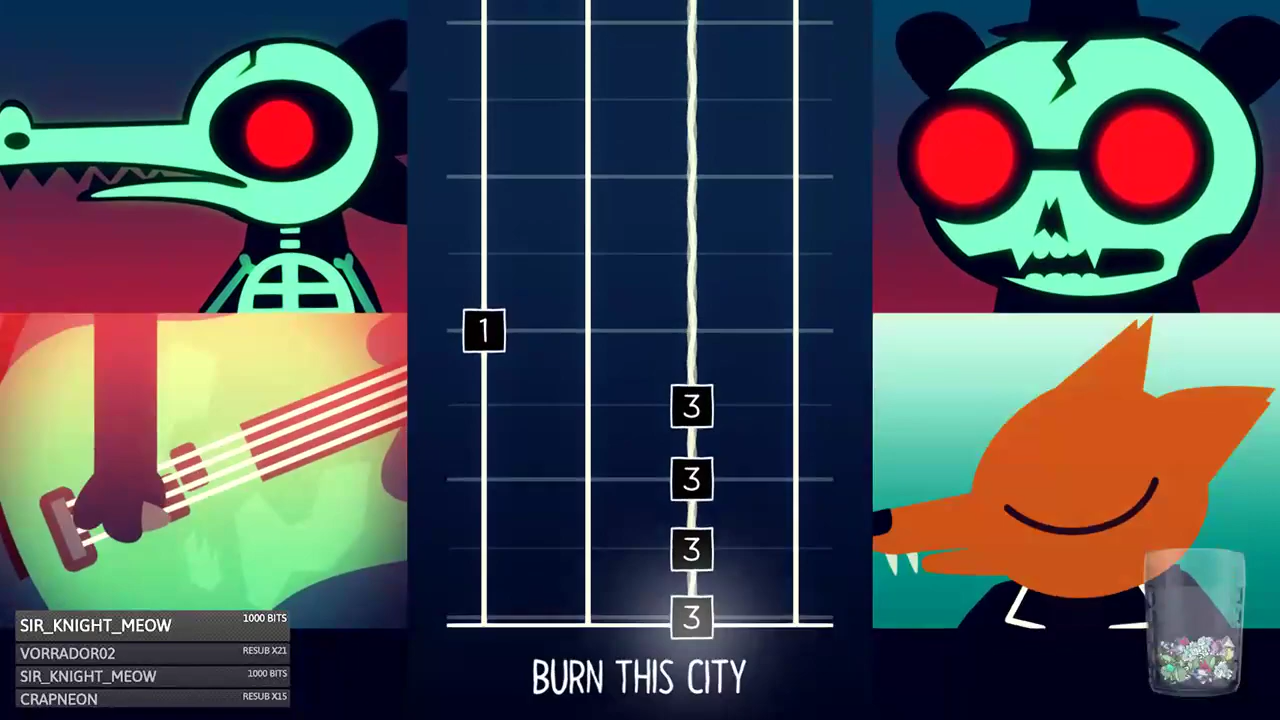 1
3
3
3
3
BURN THIS CITY
SIR_KNIGHT_MEOW 1000 BITS
VORRADOR02 RESUB X21
SIR_KNIGHT_MEOW 1000 BITS
CRAPNEON RESUB X15